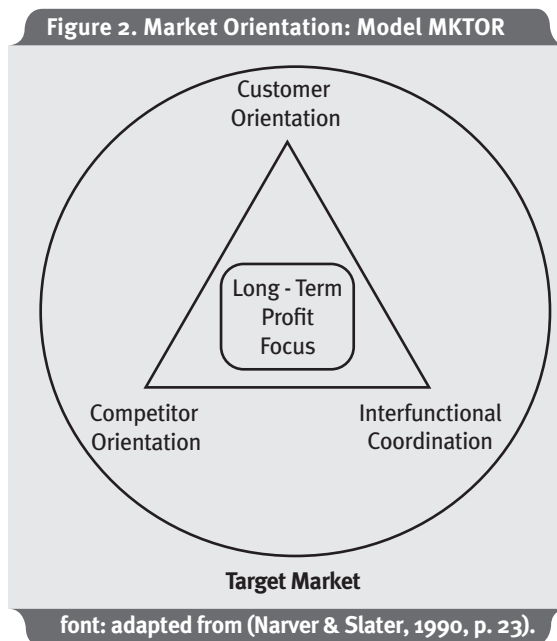 Figure 2. Market Orientation: Model MKTOR
Customer
Orientation
Long - Term
Profit
Focus
Competitor
Orientation
Interfunctional
Coordination
Target Market
font: adapted from (Narver & Slater, 1990, p. 23).